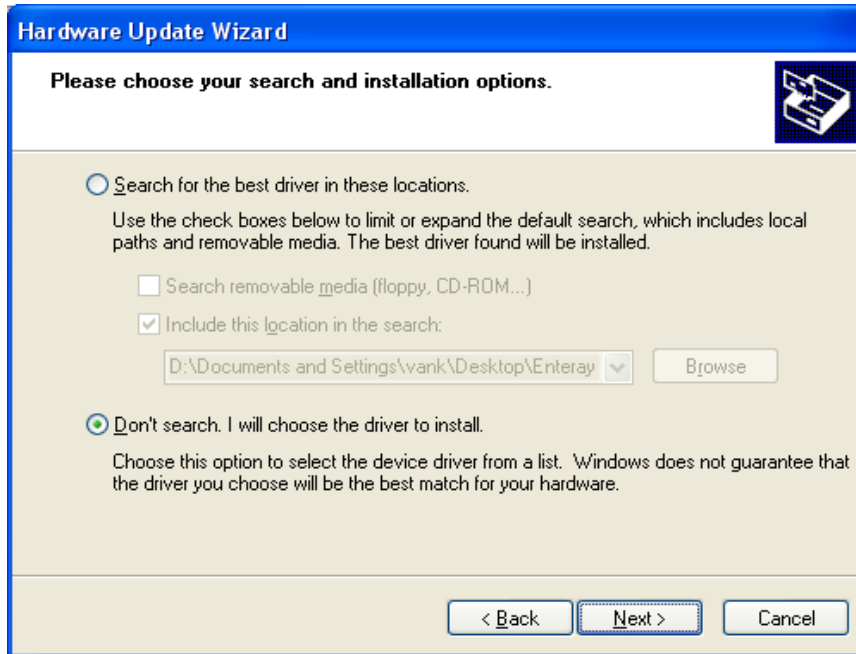 Hardware Update Wizard
Please choose your search and installation options.
Search for the best driver in these locations.
Use the check boxes below to limit or expand the default search, which includes local
paths and removable media. The best driver found will be installed.
Search removable media (floppy, CD-ROM...)
Include this location in the search:
D:\Documents and Settings\vank\Desktop\Enteray
Browse
Don't search. I will choose the driver to install.
Choose this option to select the device driver from a list.  Windows does not guarantee that
the driver you choose will be the best match for your hardware.
< Back
Next >
Cancel